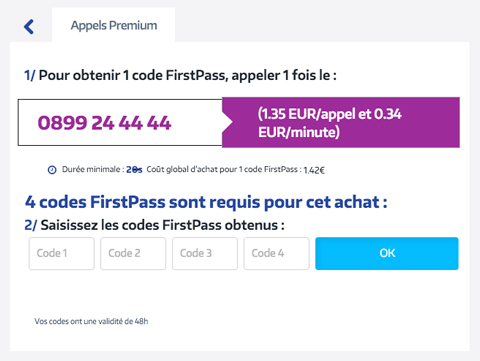 Appels Premium
1/ Pour obtenir 1 code FirstPass, appeler 1 fois le :
0899 24 44 44
(1.35 EUR/appel et 0.34
EUR/minute)
Durée minimale : 20s Coût global d'achat pour 1 code FirstPass : 1.42€
4 codes FirstPass sont requis pour cet achat :
2/ Saisissez les codes FirstPass obtenus :
Code 1 Code 2 Code 3 Code 4 OK
Vos codes ont une validité de 48h